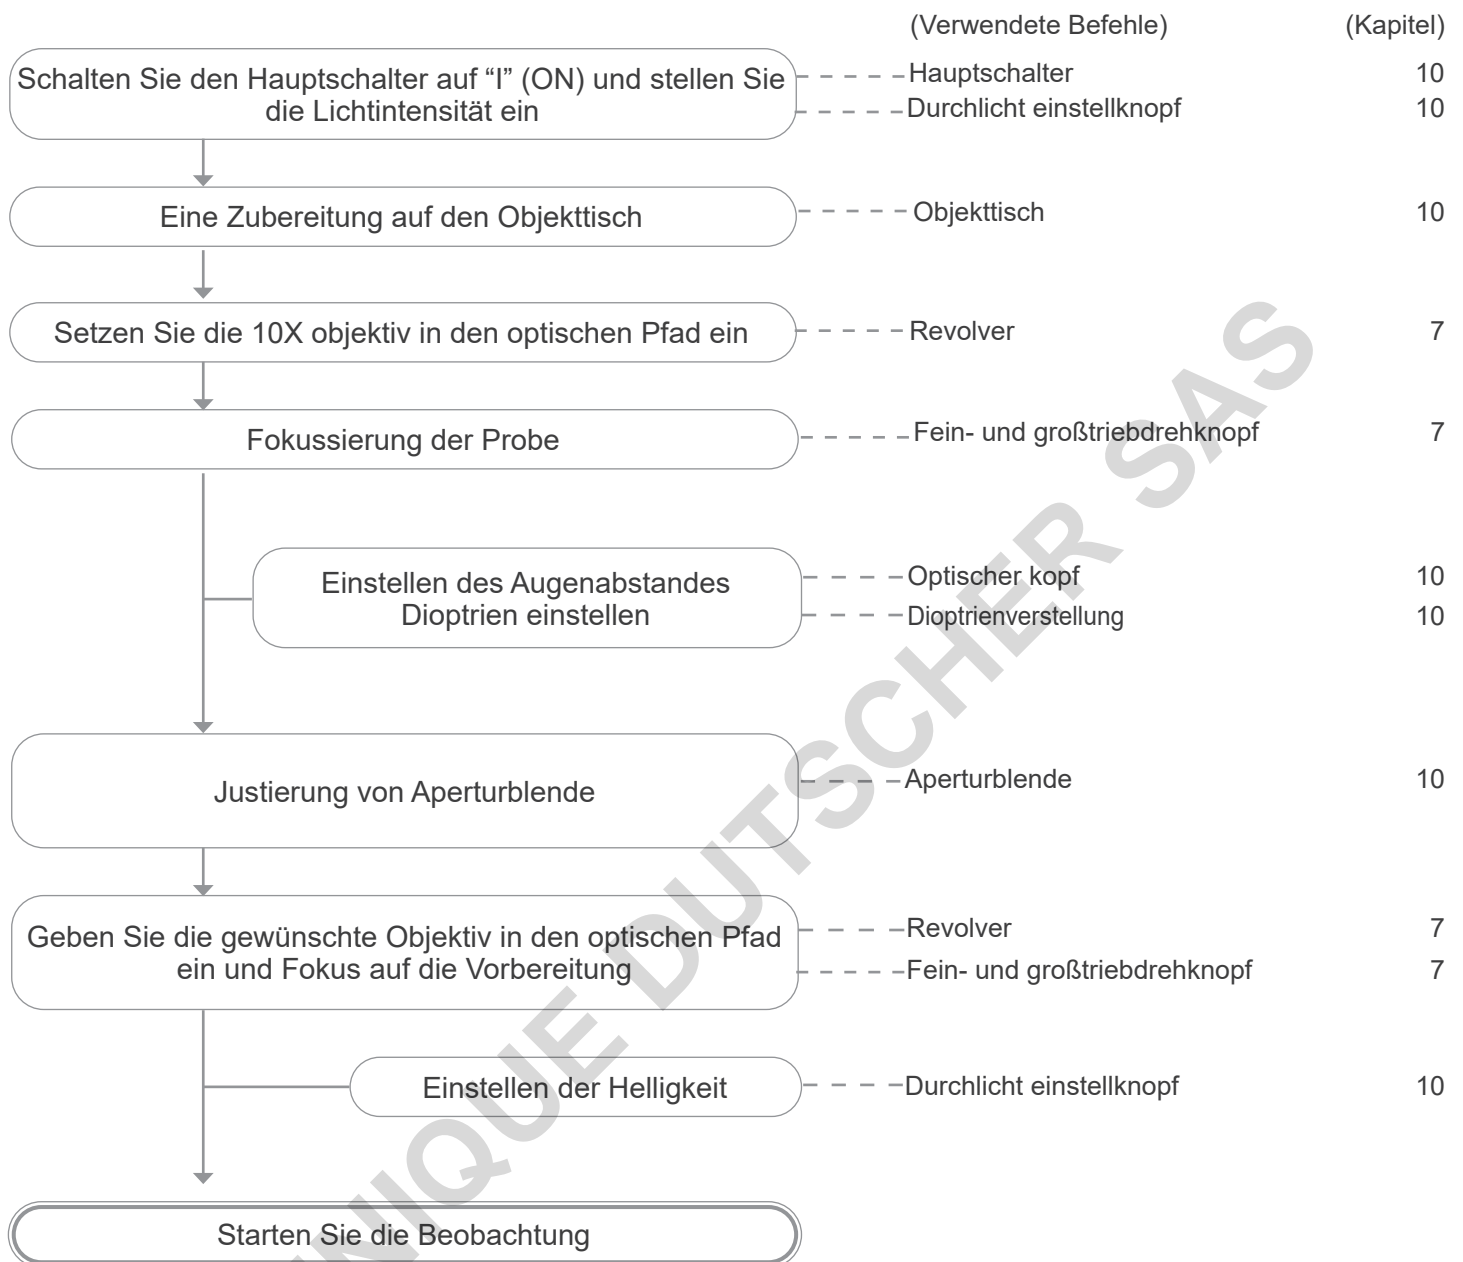 (Verwendete Befehle) (Kapitel)
Schalten Sie den Hauptschalter auf “I” (ON) und stellen Sie
die Lichtintensität ein
Hauptschalter 10
Durchlicht einstellknopf 10
Eine Zubereitung auf den Objekttisch
Objekttisch 10
Setzen Sie die 10X objektiv in den optischen Pfad ein
Revolver 7
Fokussierung der Probe
Fein- und großtriebdrehknopf 7
Einstellen des Augenabstandes
Dioptrien einstellen
Optischer kopf 10
Dioptrienverstellung 10
Justierung von Aperturblende
Aperturblende 10
Geben Sie die gewünschte Objektiv in den optischen Pfad
ein und Fokus auf die Vorbereitung
Revolver 7
Fein- und großtriebdrehknopf 7
Einstellen der Helligkeit
Durchlicht einstellknopf 10
Starten Sie die Beobachtung
NIQUE DUTSCHER SAS